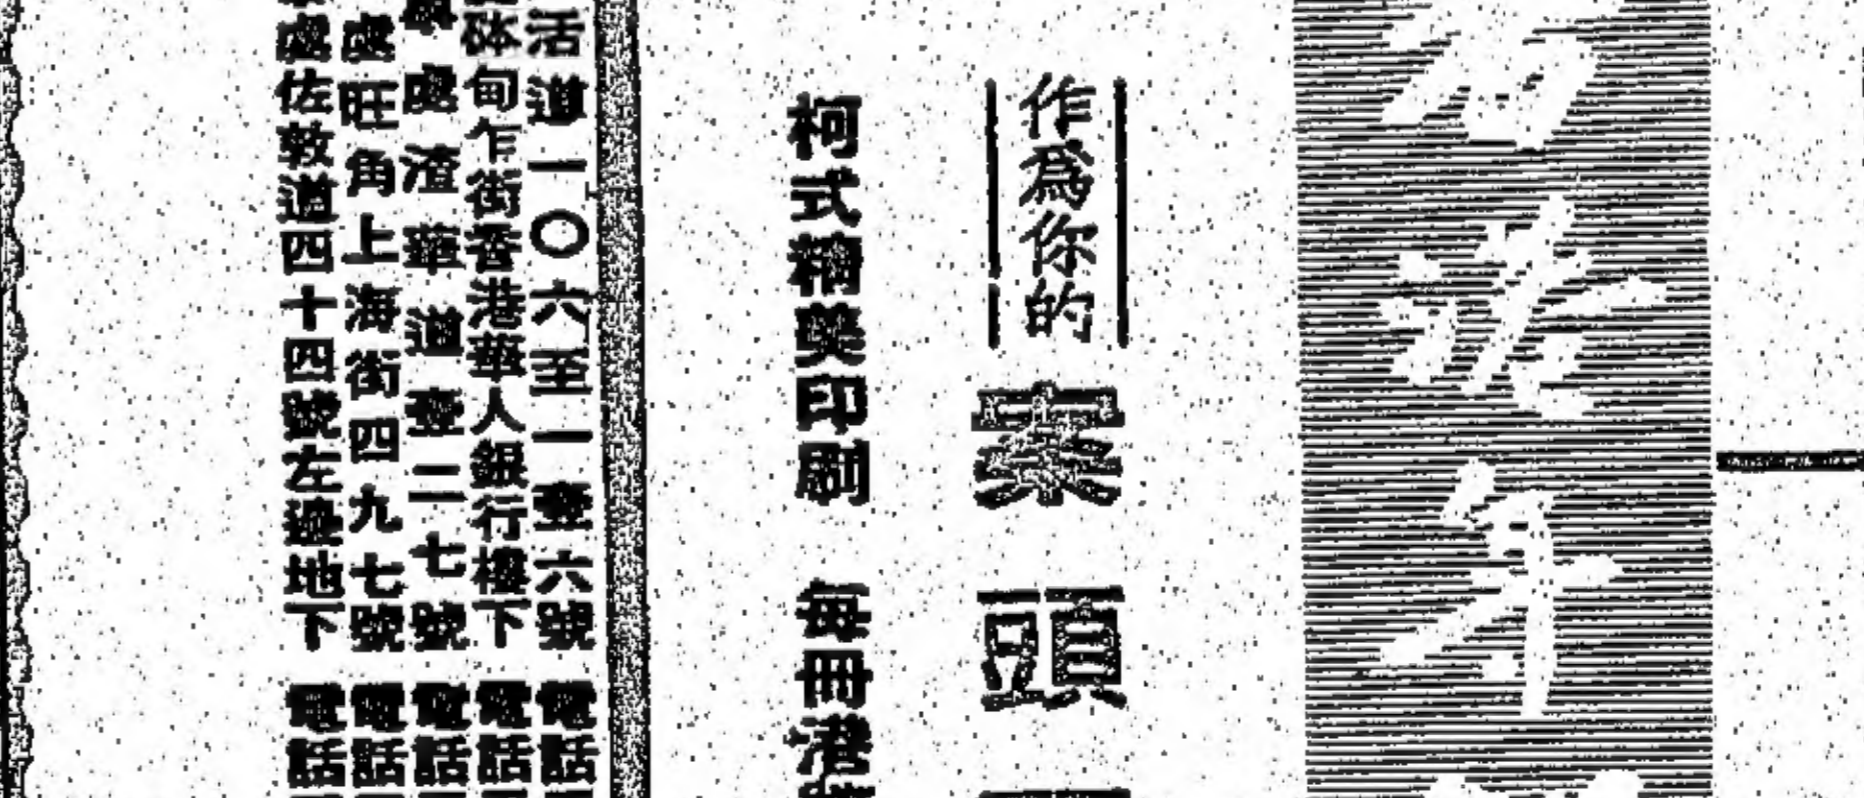 作為你的
案頭
柯式精美印刷 每冊港
活道一〇六至一壹六號 電話
砵甸乍街香港華人銀行樓下 電話
處渣華道壹二七號 電話
處旺角上海街四九七號 電話
處佐敦道四十四號左邊地下 電話